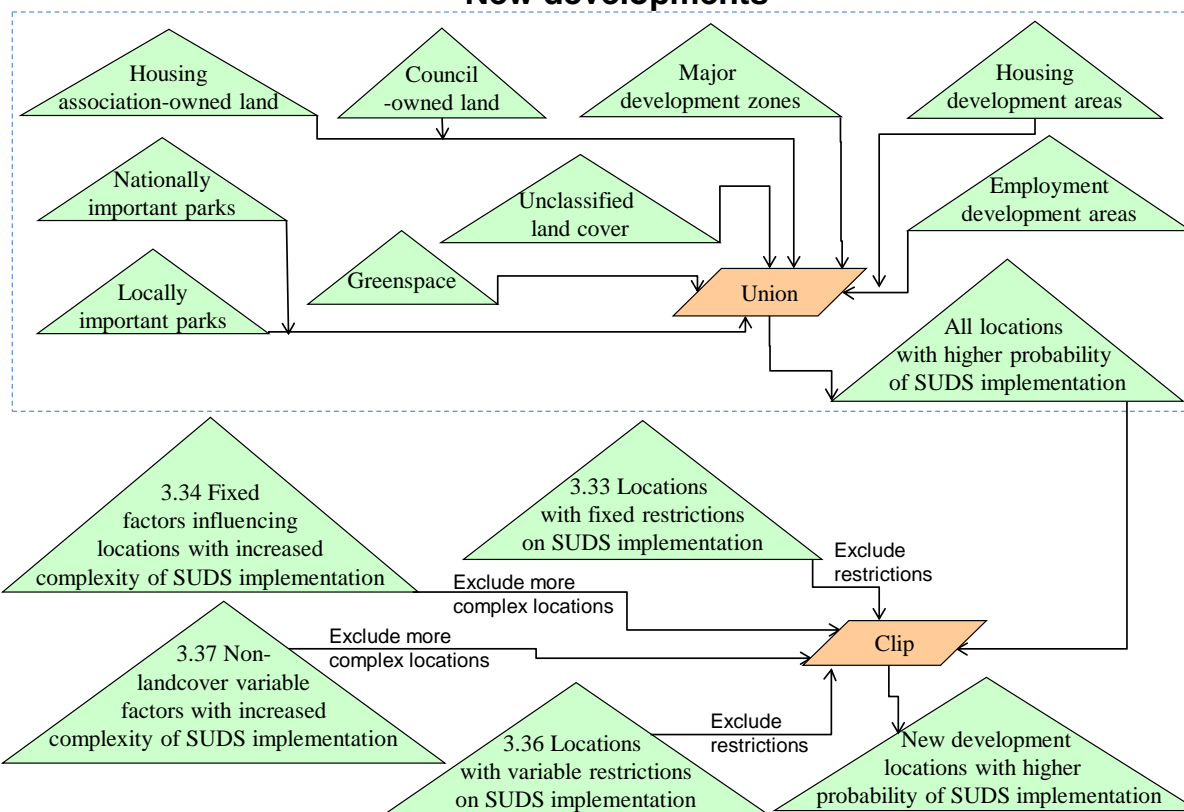 New developments
Housing
association-owned land
Council
-owned land
Major
development zones
Housing
development areas
Nationally
important parks
Unclassified
land cover
Employment
development areas
Greenspace
Locally
important parks
Union
All locations
with higher probability
of SUDS implementation
3.34 Fixed
factors influencing
locations with increased
complexity of SUDS implementation
3.33 Locations
with fixed restrictions
on SUDS implementation
Exclude
restrictions
Exclude more
complex locations
3.37 Non-
landcover variable
factors with increased
complexity of SUDS implementation
Exclude more
complex locations
Clip
3.36 Locations
with variable restrictions
on SUDS implementation
Exclude
restrictions
New development
locations with higher
probability of SUDS implementation